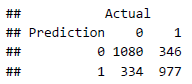 ##           Actual
## Prediction    0    1
##          0 1080  346
##          1  334  977